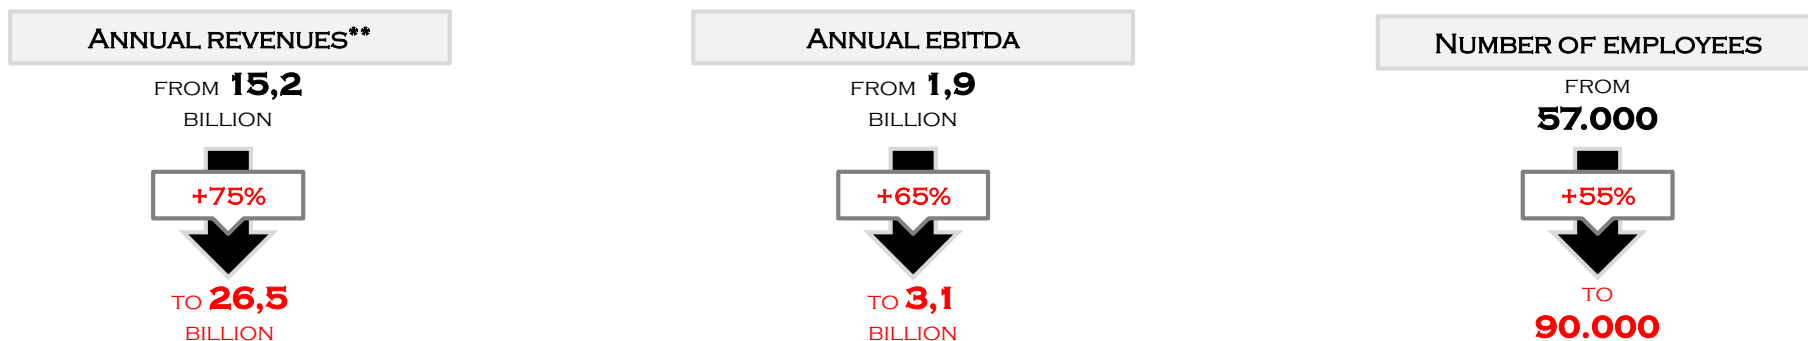 ANNUAL REVENUES**
FROM 15,2
BILLION
+75%
TO 26,5
BILLION
ANNUAL EBITDA
FROM 1,9
BILLION
+65%
TO 3,1
BILLION
NUMBER OF EMPLOYEES
FROM
57.000
+55%
TO
90.000